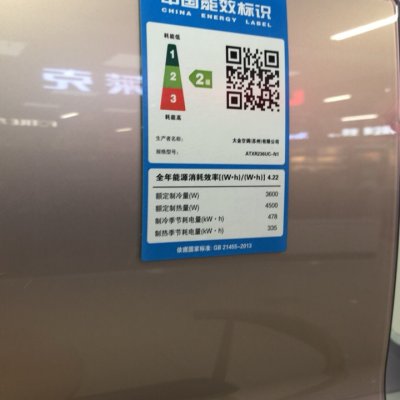 中国能效标识
CHINA ENERGY LABEL
耗能低
1
2
3
2级
耗能高
生产者名称:
大金空调(苏州)有限公司
规格型号:
ATXR236UC-N1
全年能源消耗效率[(W·h)/(W·h)] 4.22
额定制冷量(W) 3600
额定制热量(W) 4500
制冷季节耗电量(kW·h) 478
制热季节耗电量(kW·h) 335
依据国家标准: GB 21455-2013